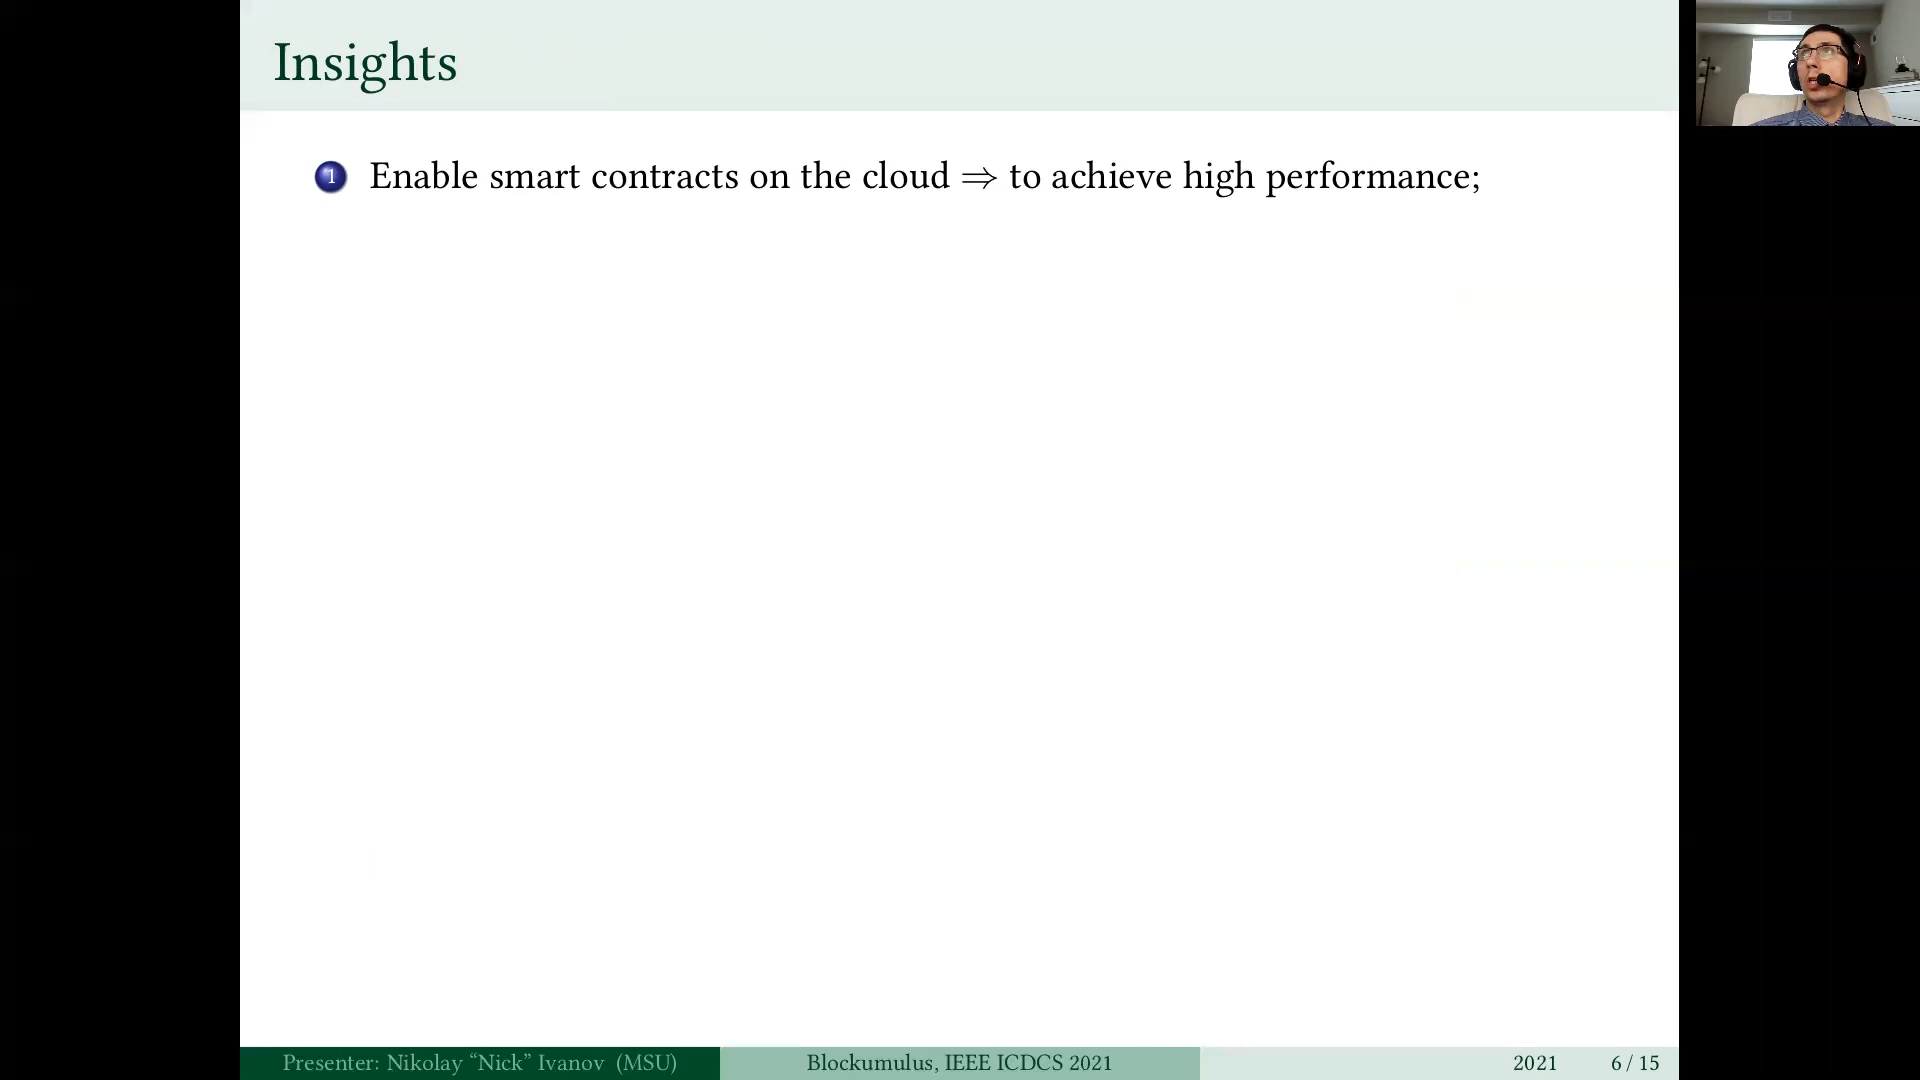 Insights
1 Enable smart contracts on the cloud ⇒ to achieve high performance;
Presenter: Nikolay “Nick” Ivanov (MSU) Blockumulus, IEEE ICDCS 2021 2021 6 / 15